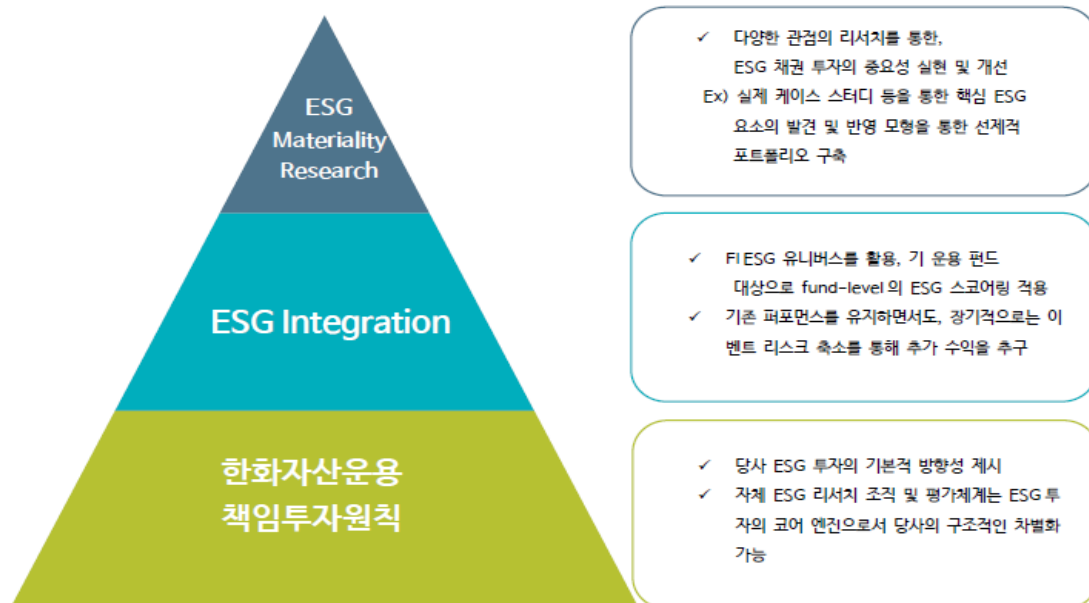 ESG
Materiality
Research
✓ 다양한 관점의 리서치를 통한,
ESG 채권 투자의 중요성 실현 및 개선
Ex) 실제 케이스 스터디 등을 통한 핵심 ESG
요소의 발견 및 반영 모형을 통한 선제적
포트폴리오 구축
ESG Integration
✓ FI ESG 유니버스를 활용, 기 운용 펀드
대상으로 fund-level 의 ESG 스코어링 적용
✓ 기존 퍼포먼스를 유지하면서도, 장기적으로는 이
벤트 리스크 축소를 통해 추가 수익을 추구
한화자산운용
책임투자원칙
✓ 당사 ESG 투자의 기본적 방향성 제시
✓ 자체 ESG 리서치 조직 및 평가체계는 ESG 투
자의 코어 엔진으로서 당사의 구조적인 차별화
가능